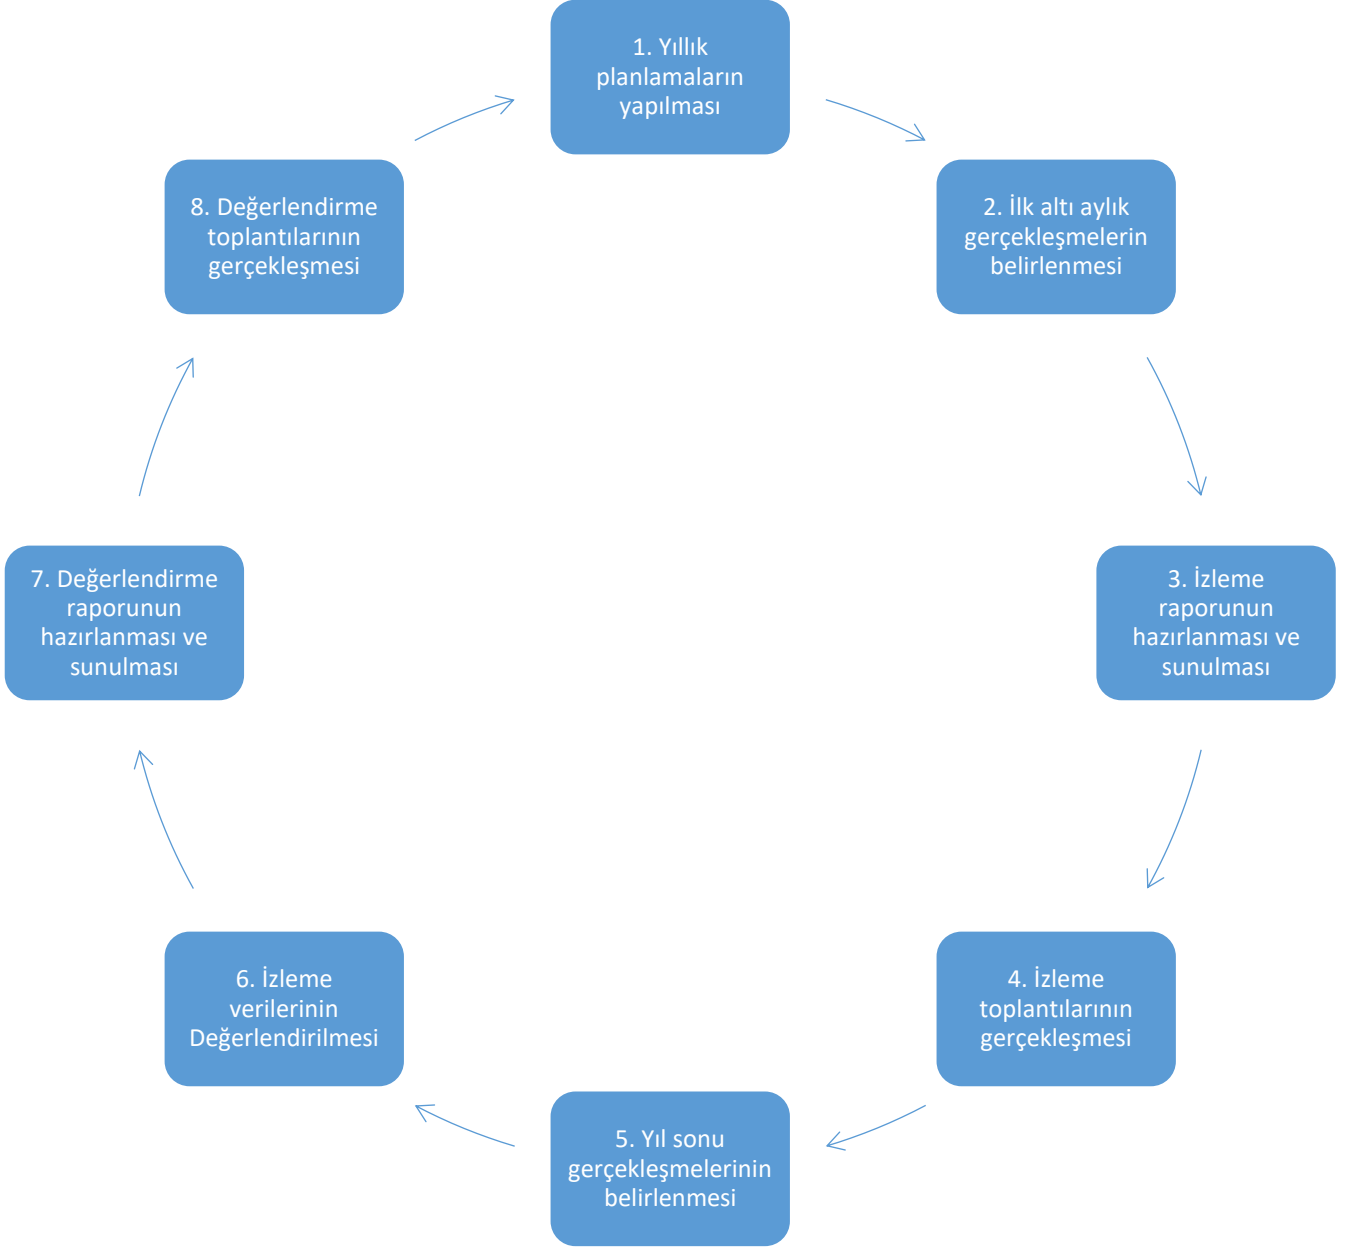 1. Yıllık
planlamaların
yapılması
2. İlk altı aylık
gerçekleşmelerin
belirlenmesi
3. İzleme
raporunun
hazırlanması ve
sunulması
4. İzleme
toplantılarının
gerçekleşmesi
5. Yıl sonu
gerçekleşmelerinin
belirlenmesi
6. İzleme
verilerinin
Değerlendirilmesi
7. Değerlendirme
raporunun
hazırlanması ve
sunulması
8. Değerlendirme
toplantılarının
gerçekleşmesi